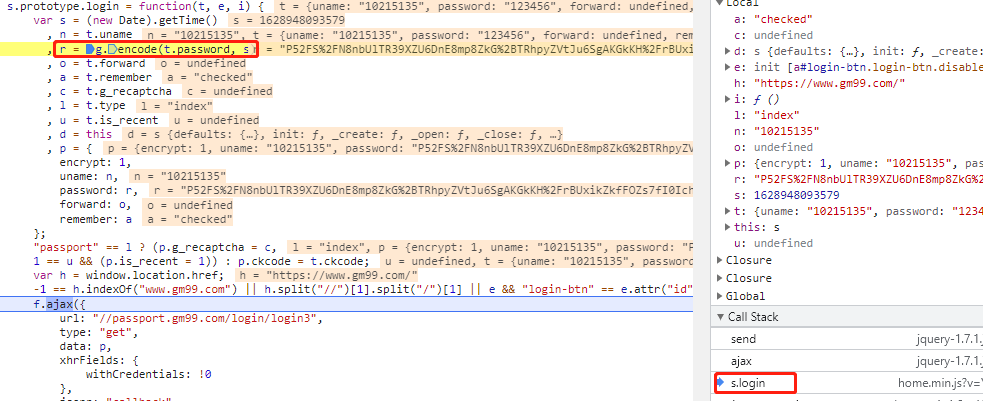 s.prototype.login = function(t, e, i) { t = {uname: "10215135", password: "123456", forward: undefined,
var s = (new Date).getTime() s = 1628948093579
, n = t.uname n = "10215135", t = {uname: "10215135", password: "123456", forward: undefined, rem
r = g.encode(t.password, s r = "P52FS%2FN8nbUlTR39XZU6DnE8mp8ZkG%2BTRhpyZVtJu6SgAKGkKH%2FrBUxi
, o = t.forward o = undefined
, a = t.remember a = "checked"
, c = t.g_recaptcha c = undefined
, l = t.type l = "index"
, u = t.is_recent u = undefined
, d = this d = s {defaults: {…}, init: ƒ, _create: ƒ, _open: ƒ, _close: ƒ, …}
, p = { p = {encrypt: 1, uname: "10215135", password: "P52FS%2FN8nbUlTR39XZU6DnE8mp8ZkG%2BTRhpyZV
encrypt: 1,
uname: n, n = "10215135"
password: r, r = "P52FS%2FN8nbUlTR39XZU6DnE8mp8ZkG%2BTRhpyZVtJu6SgAKGkKH%2FrBUxikZkfFOZs7fI0Ich
forward: o, o = undefined
remember: a a = "checked"
};
"passport" == l ? (p.g_recaptcha = c, l = "index", p = {encrypt: 1, uname: "10215135", password: "P
1 == u && (p.is_recent = 1)) : p.ckcode = t.ckcode; u = undefined, t = {uname: "10215135", passwo
var h = window.location.href; h = "https://www.gm99.com/"
-1 == h.indexOf("www.gm99.com") || h.split("//")[1].split("/")[1] || e && "login-btn" == e.attr("id"
f.ajax({
url: "//passport.gm99.com/login/login3",
type: "get",
data: p,
xhrFields: {
withCredentials: !0
},
Local
a: "checked"
c: undefined
d: s {defaults: {…}, init: ƒ, _create:
e: init [a#login-btn.login-btn.disable
h: "https://www.gm99.com/"
i: ƒ ()
l: "index"
n: "10215135"
o: undefined
p: {encrypt: 1, uname: "10215135", pas
r: "P52FS%2FN8nbUlTR39XZU6DnE8mp8ZkG%2
s: 1628948093579
t: {uname: "10215135", password: "1234
this: s
u: undefined
Closure
Closure
Global
Call Stack
send jquery-1.7.1.j
ajax jquery-1.7.1.j
s.login home.min.js?v=